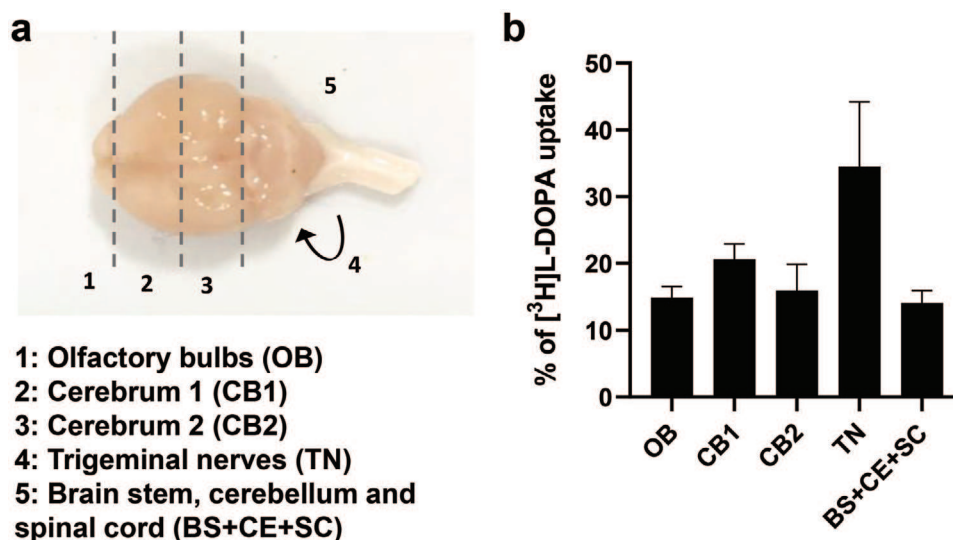 a
5
4
1
2
3
1: Olfactory bulbs (OB)
2: Cerebrum 1 (CB1)
3: Cerebrum 2 (CB2)
4: Trigeminal nerves (TN)
5: Brain stem, cerebellum and
spinal cord (BS+CE+SC)
b
% of [³H]L-DOPA uptake
50
40
30
20
10
0
OB
CB1
CB2
TN
BS+CE+SC